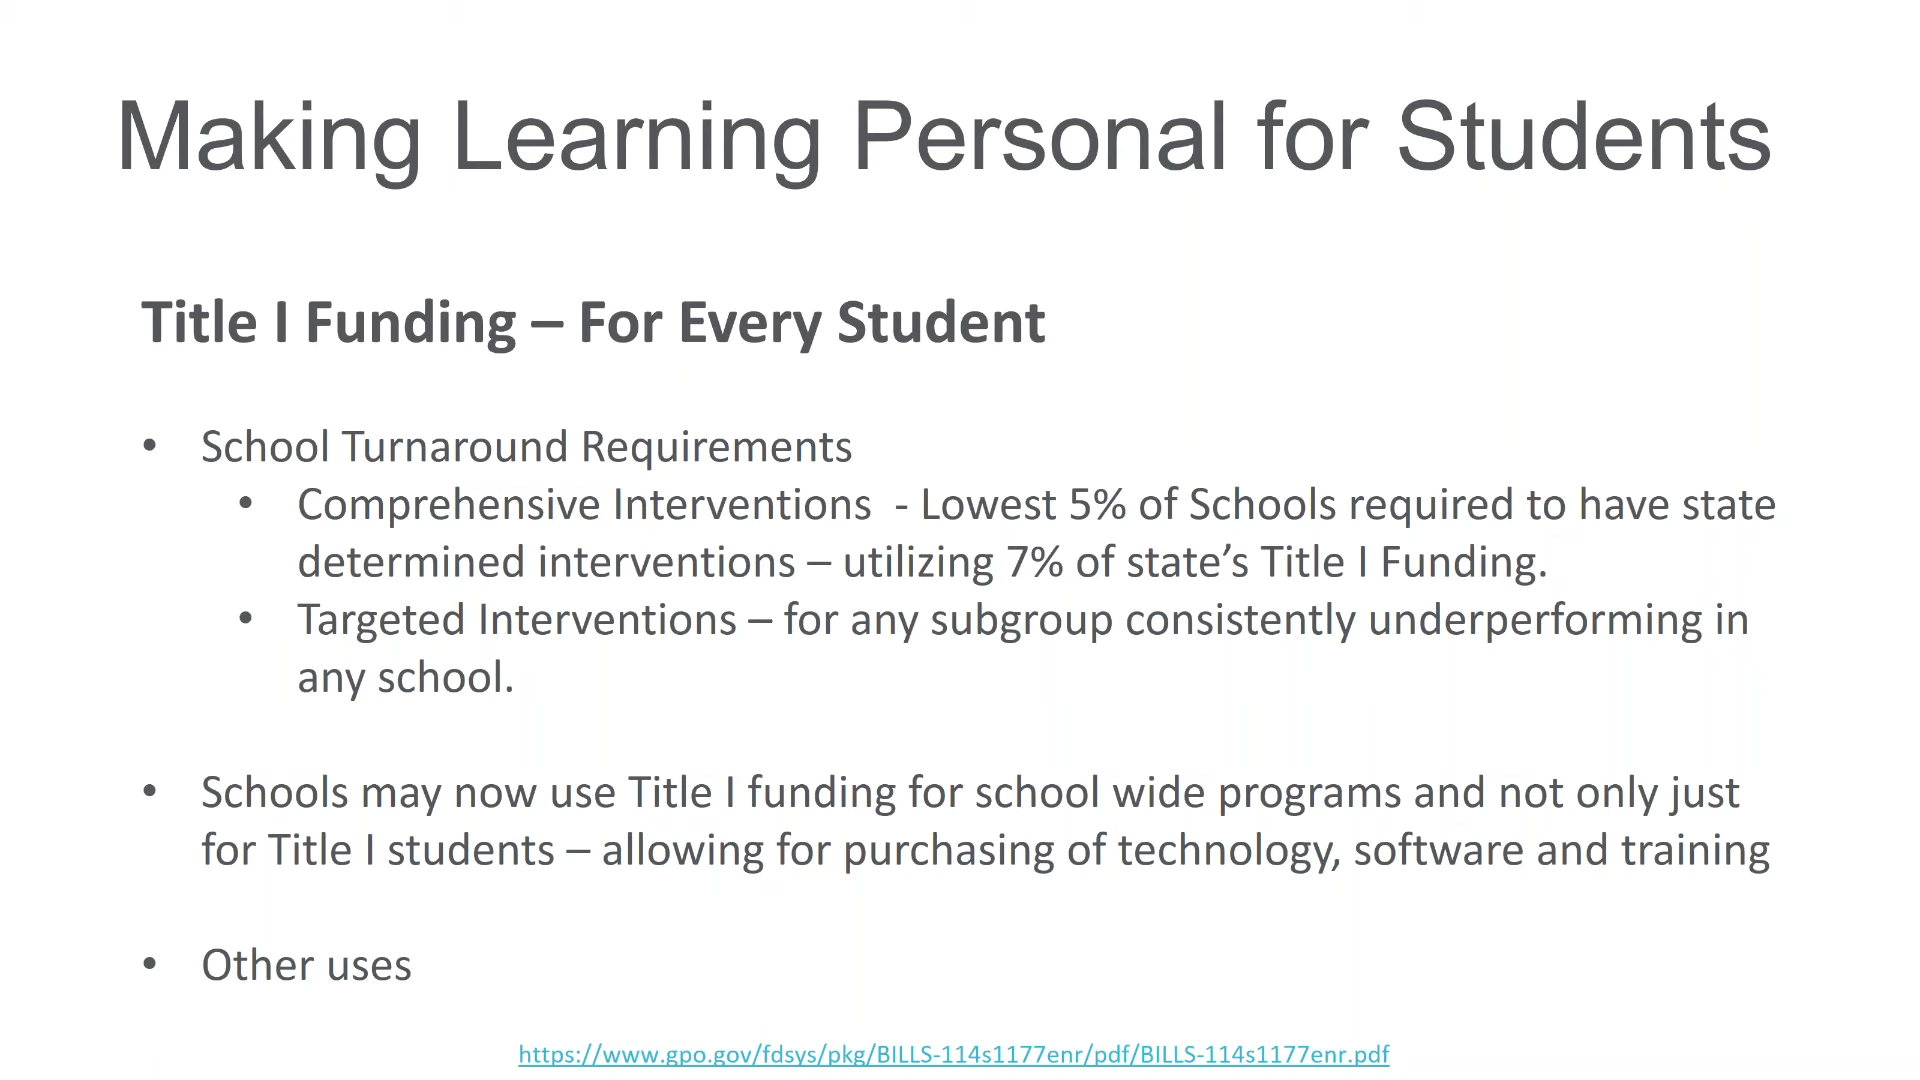 Making Learning Personal for Students
Title I Funding – For Every Student
• School Turnaround Requirements
• Comprehensive Interventions  - Lowest 5% of Schools required to have state
determined interventions – utilizing 7% of state’s Title I Funding.
• Targeted Interventions – for any subgroup consistently underperforming in
any school.
• Schools may now use Title I funding for school wide programs and not only just
for Title I students – allowing for purchasing of technology, software and training
• Other uses
https://www.gpo.gov/fdsys/pkg/BILLS-114s1177enr/pdf/BILLS-114s1177enr.pdf